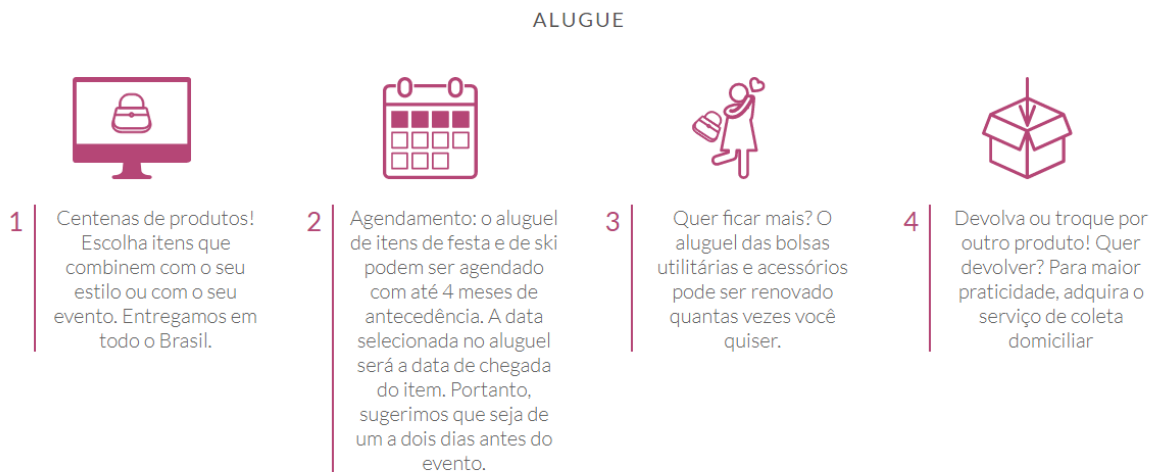 ALUGUE
1
Centenas de produtos!
Escolha itens que
combinem com o seu
estilo ou com o seu
evento. Entregamos em
todo o Brasil.
2
Agendamento: o aluguel
de itens de festa e de ski
podem ser agendado
com até 4 meses de
antecedência. A data
selecionada no aluguel
será a data de chegada
do item. Portanto,
sugerimos que seja de
um a dois dias antes do
evento.
3
Quer ficar mais? O
aluguel das bolsas
utilitárias e acessórios
pode ser renovado
quantas vezes você
quiser.
4
Devolva ou troque por
outro produto! Quer
devolver? Para maior
praticidade, adquira o
serviço de coleta
domiciliar